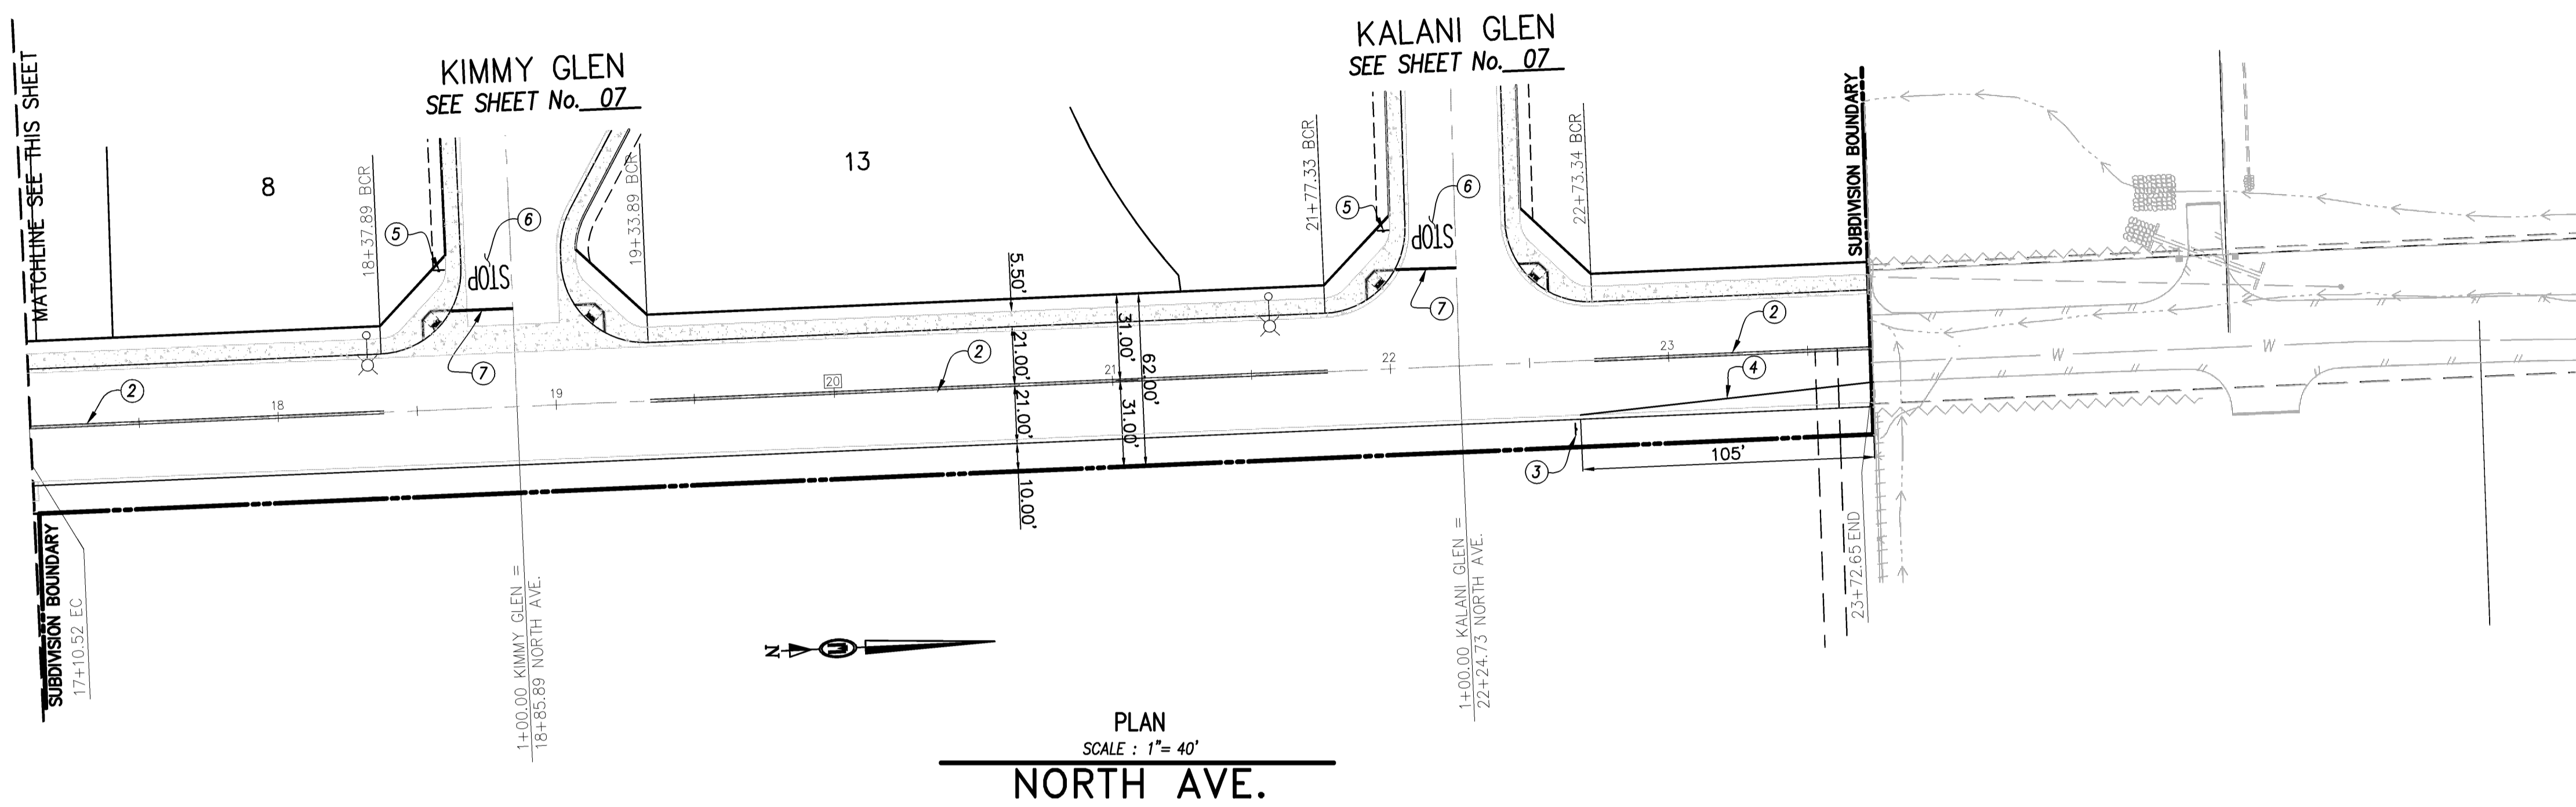 MATCHLINE SEE THIS SHEET
KIMMY GLEN
SEE SHEET No. 07
KALANI GLEN
SEE SHEET No. 07
SUBDIVISION BOUNDARY
8
13
18+37.89 BCR
19+33.89 BCR
21+77.33 BCR
22+73.34 BCR
5
6
STOP
5
6
STOP
7
7
5.50'
31.00'
21.00'
62.00'
21.00'
31.00'
10.00'
2
2
2
4
3
18
19
20
21
22
23
W
W
105'
SUBDIVISION BOUNDARY
17+10.52 EC
1+00.00 KIMMY GLEN =
18+85.89 NORTH AVE.
1+00.00 KALANI GLEN =
22+24.73 NORTH AVE.
23+72.65 END
N
PLAN
SCALE : 1"= 40'
NORTH AVE.